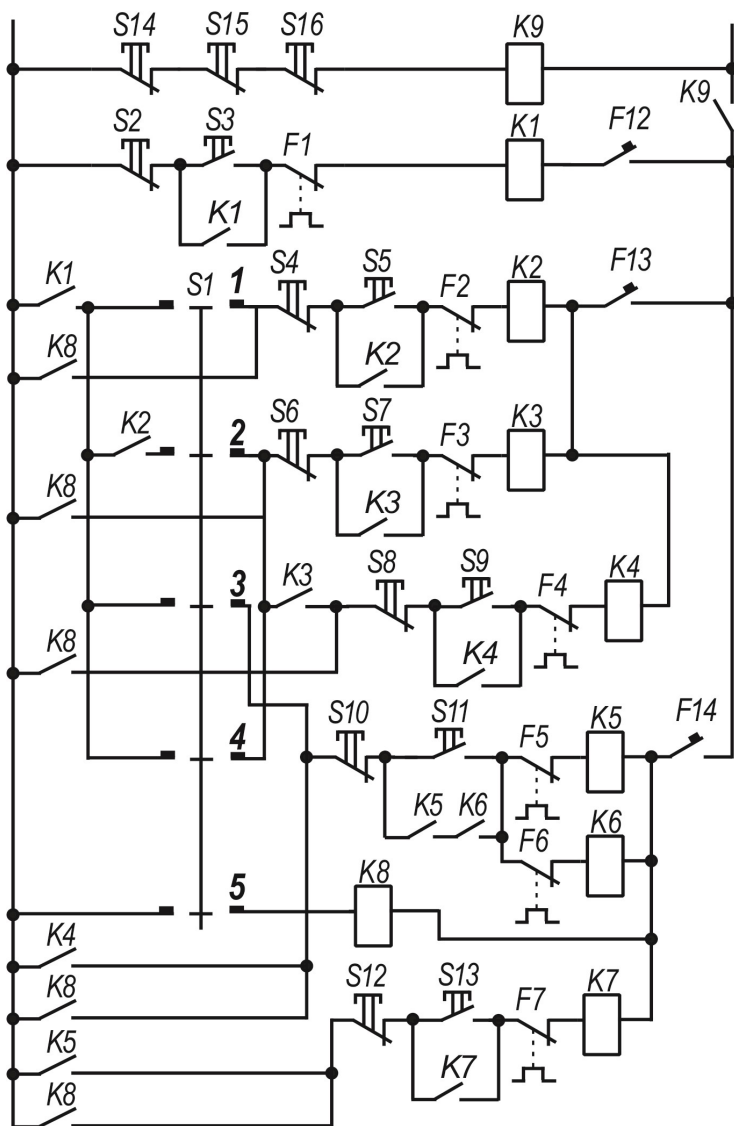 S14 S15 S16 K9
K9
S2 S3 F1 K1 F12
K1
K1 S1 1 S4 S5 F2 K2 F13
K8 K2
K2 2 S6 S7 F3 K3
K8 K3
3 K3 S8 S9 F4 K4
K8 K4
4 S10 S11 F5 K5 F14
K5 K6 F6 K6
5 K8
K4
K8 S12 S13 F7 K7
K5 K7
K8